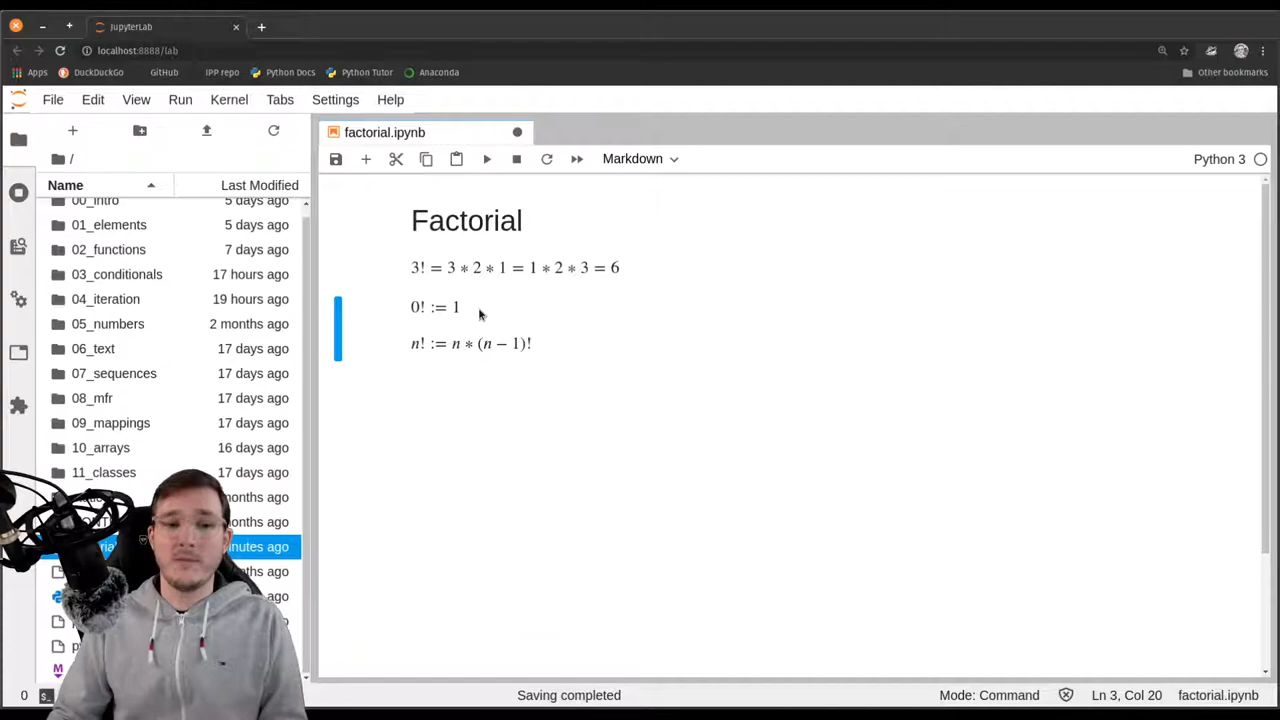 JupyterLab
localhost:8888/lab
Apps DuckDuckGo GitHub IPP repo Python Docs Python Tutor Anaconda Other bookmarks
File Edit View Run Kernel Tabs Settings Help
factorial.ipynb
/
Markdown Python 3
Name Last Modified
00_intro 5 days ago
01_elements 5 days ago
02_functions 7 days ago
03_conditionals 17 hours ago
04_iteration 19 hours ago
05_numbers 2 months ago
06_text 17 days ago
07_sequences 17 days ago
08_mfr 17 days ago
09_mappings 17 days ago
10_arrays 16 days ago
11_classes 17 days ago
ago
ago
ago
ago
Factorial
3! = 3 ∗ 2 ∗ 1 = 1 ∗ 2 ∗ 3 = 6
0! := 1
n! := n ∗ (n − 1)!
0 Saving completed Mode: Command Ln 3, Col 20 factorial.ipynb